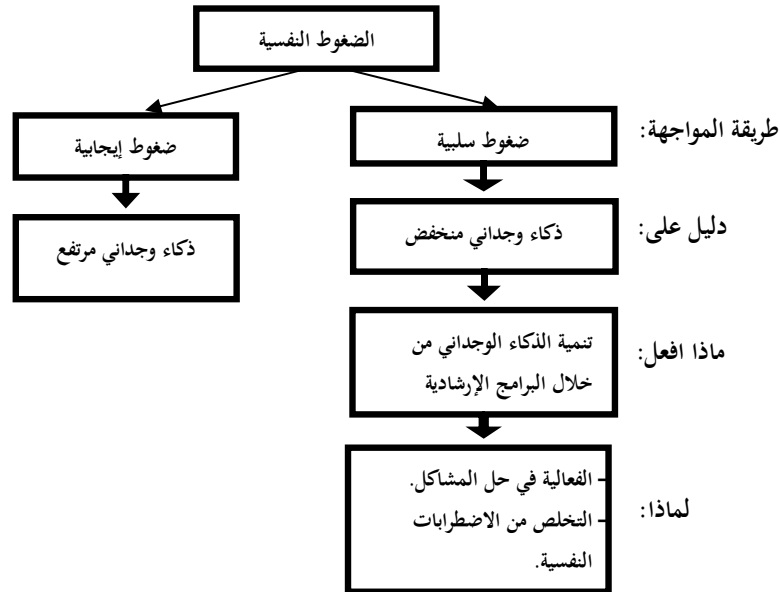 الضغوط النفسية
طريقة المواجهة:
ضغوط سلبية
ضغوط إيجابية
دليل على:
ذكاء وجداني منخفض
ذكاء وجداني مرتفع
ماذا افعل:
تنمية الذكاء الوجداني من
خلال البرامج الإرشادية
لماذا:
- الفعالية في حل المشاكل.
- التخلص من الاضطرابات
النفسية.